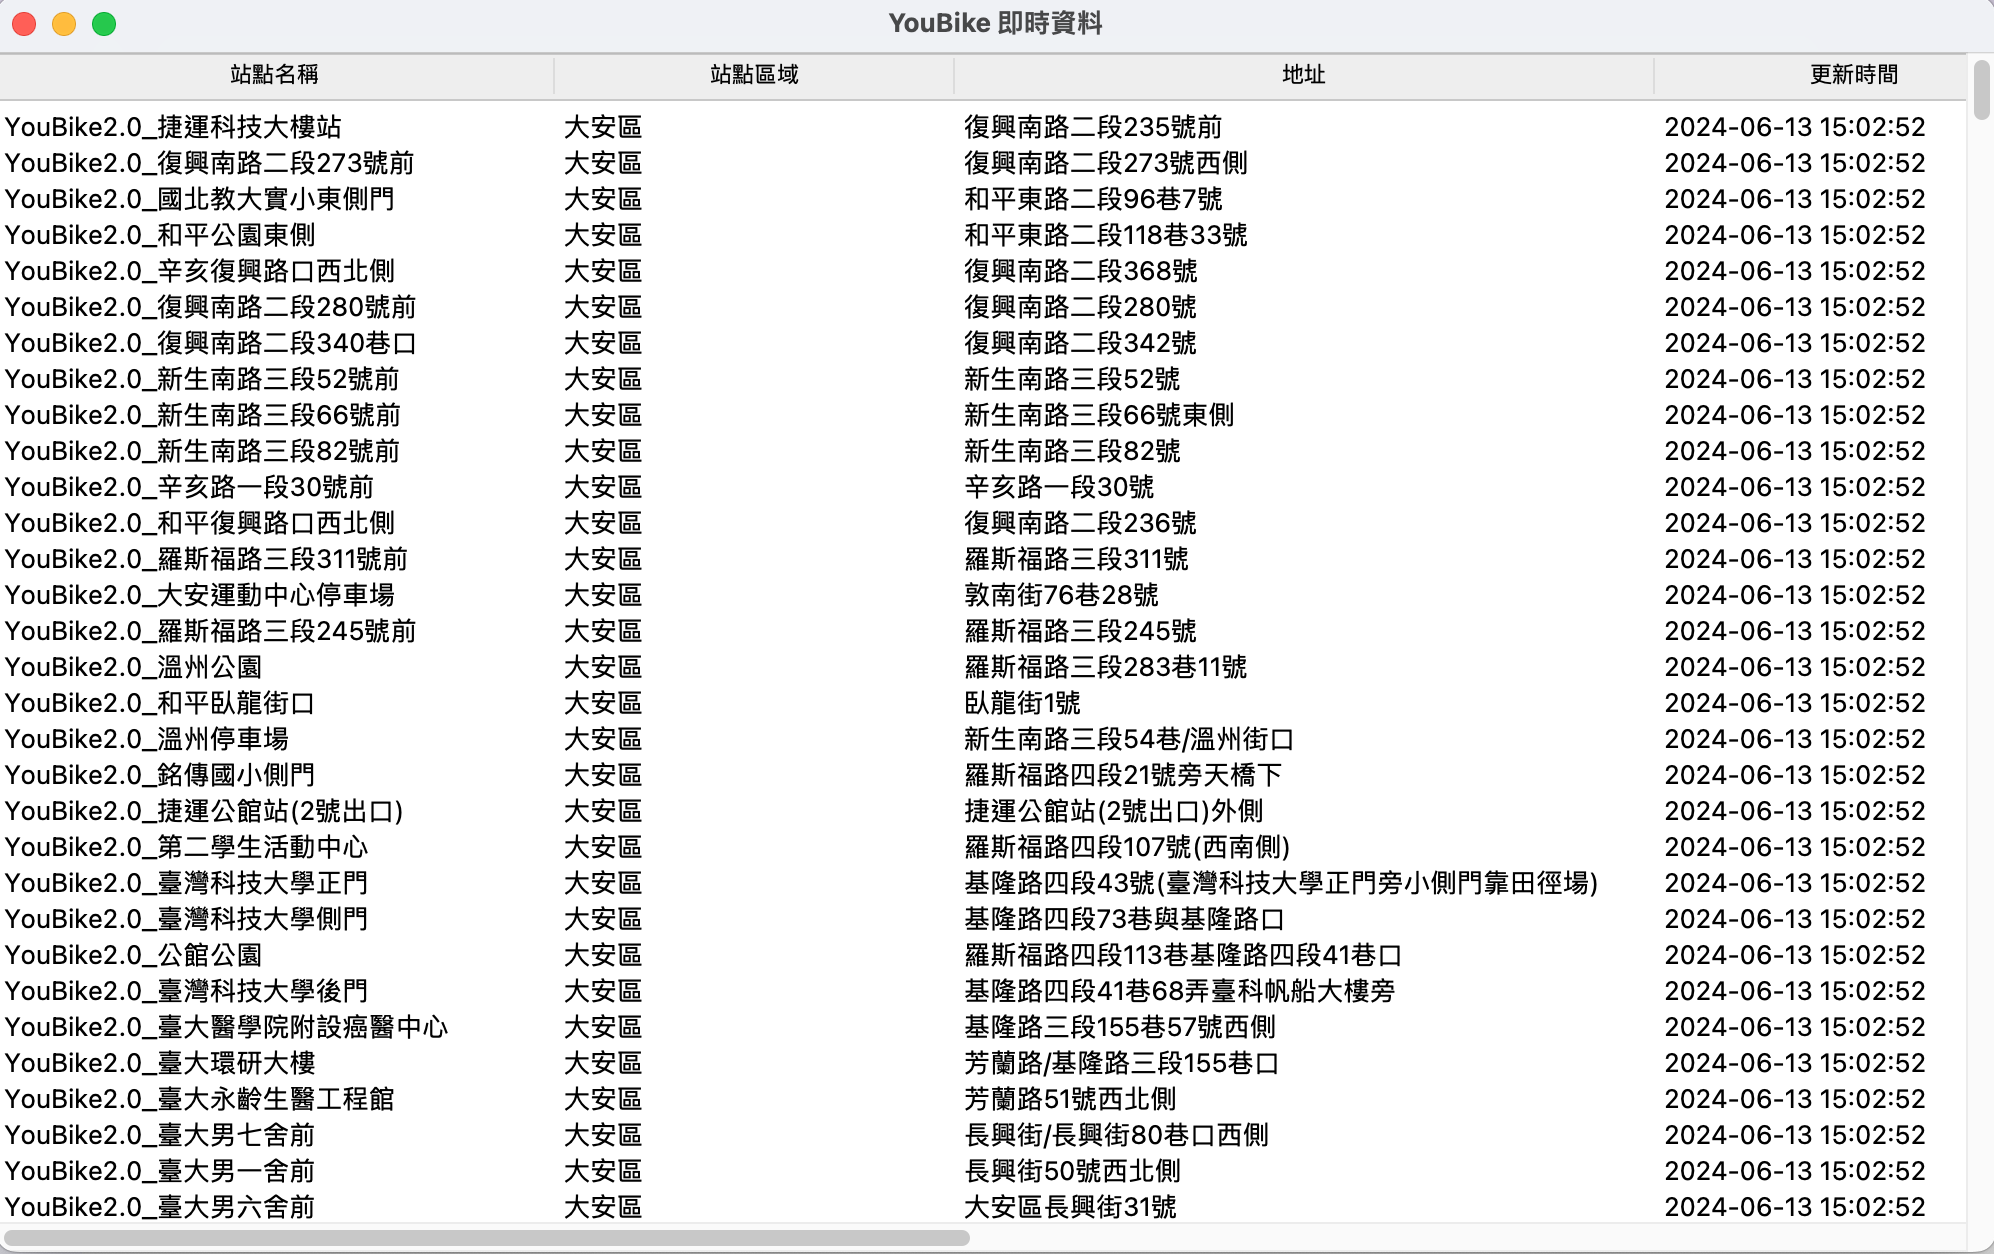 YouBike 即時資料
站點名稱 站點區域 地址 更新時間
YouBike2.0_捷運科技大樓站 大安區 復興南路二段235號前 2024-06-13 15:02:52
YouBike2.0_復興南路二段273號前 大安區 復興南路二段273號西側 2024-06-13 15:02:52
YouBike2.0_國北教大實小東側門 大安區 和平東路二段96巷7號 2024-06-13 15:02:52
YouBike2.0_和平公園東側 大安區 和平東路二段118巷33號 2024-06-13 15:02:52
YouBike2.0_辛亥復興路口西北側 大安區 復興南路二段368號 2024-06-13 15:02:52
YouBike2.0_復興南路二段280號前 大安區 復興南路二段280號 2024-06-13 15:02:52
YouBike2.0_復興南路二段340巷口 大安區 復興南路二段342號 2024-06-13 15:02:52
YouBike2.0_新生南路三段52號前 大安區 新生南路三段52號 2024-06-13 15:02:52
YouBike2.0_新生南路三段66號前 大安區 新生南路三段66號東側 2024-06-13 15:02:52
YouBike2.0_新生南路三段82號前 大安區 新生南路三段82號 2024-06-13 15:02:52
YouBike2.0_辛亥路一段30號前 大安區 辛亥路一段30號 2024-06-13 15:02:52
YouBike2.0_和平復興路口西北側 大安區 復興南路二段236號 2024-06-13 15:02:52
YouBike2.0_羅斯福路三段311號前 大安區 羅斯福路三段311號 2024-06-13 15:02:52
YouBike2.0_大安運動中心停車場 大安區 敦南街76巷28號 2024-06-13 15:02:52
YouBike2.0_羅斯福路三段245號前 大安區 羅斯福路三段245號 2024-06-13 15:02:52
YouBike2.0_溫州公園 大安區 羅斯福路三段283巷11號 2024-06-13 15:02:52
YouBike2.0_和平臥龍街口 大安區 臥龍街1號 2024-06-13 15:02:52
YouBike2.0_溫州停車場 大安區 新生南路三段54巷/溫州街口 2024-06-13 15:02:52
YouBike2.0_銘傳國小側門 大安區 羅斯福路四段21號旁天橋下 2024-06-13 15:02:52
YouBike2.0_捷運公館站(2號出口) 大安區 捷運公館站(2號出口)外側 2024-06-13 15:02:52
YouBike2.0_第二學生活動中心 大安區 羅斯福路四段107號(西南側) 2024-06-13 15:02:52
YouBike2.0_臺灣科技大學正門 大安區 基隆路四段43號(臺灣科技大學正門旁小側門靠田徑場) 2024-06-13 15:02:52
YouBike2.0_臺灣科技大學側門 大安區 基隆路四段73巷與基隆路口 2024-06-13 15:02:52
YouBike2.0_公館公園 大安區 羅斯福路四段113巷基隆路四段41巷口 2024-06-13 15:02:52
YouBike2.0_臺灣科技大學後門 大安區 基隆路四段41巷68弄臺科帆船大樓旁 2024-06-13 15:02:52
YouBike2.0_臺大醫學院附設癌醫中心 大安區 基隆路三段155巷57號西側 2024-06-13 15:02:52
YouBike2.0_臺大環研大樓 大安區 芳蘭路/基隆路三段155巷口 2024-06-13 15:02:52
YouBike2.0_臺大永齡生醫工程館 大安區 芳蘭路51號西北側 2024-06-13 15:02:52
YouBike2.0_臺大男七舍前 大安區 長興街/長興街80巷口西側 2024-06-13 15:02:52
YouBike2.0_臺大男一舍前 大安區 長興街50號西北側 2024-06-13 15:02:52
YouBike2.0_臺大男六舍前 大安區 大安區長興街31號 2024-06-13 15:02:52